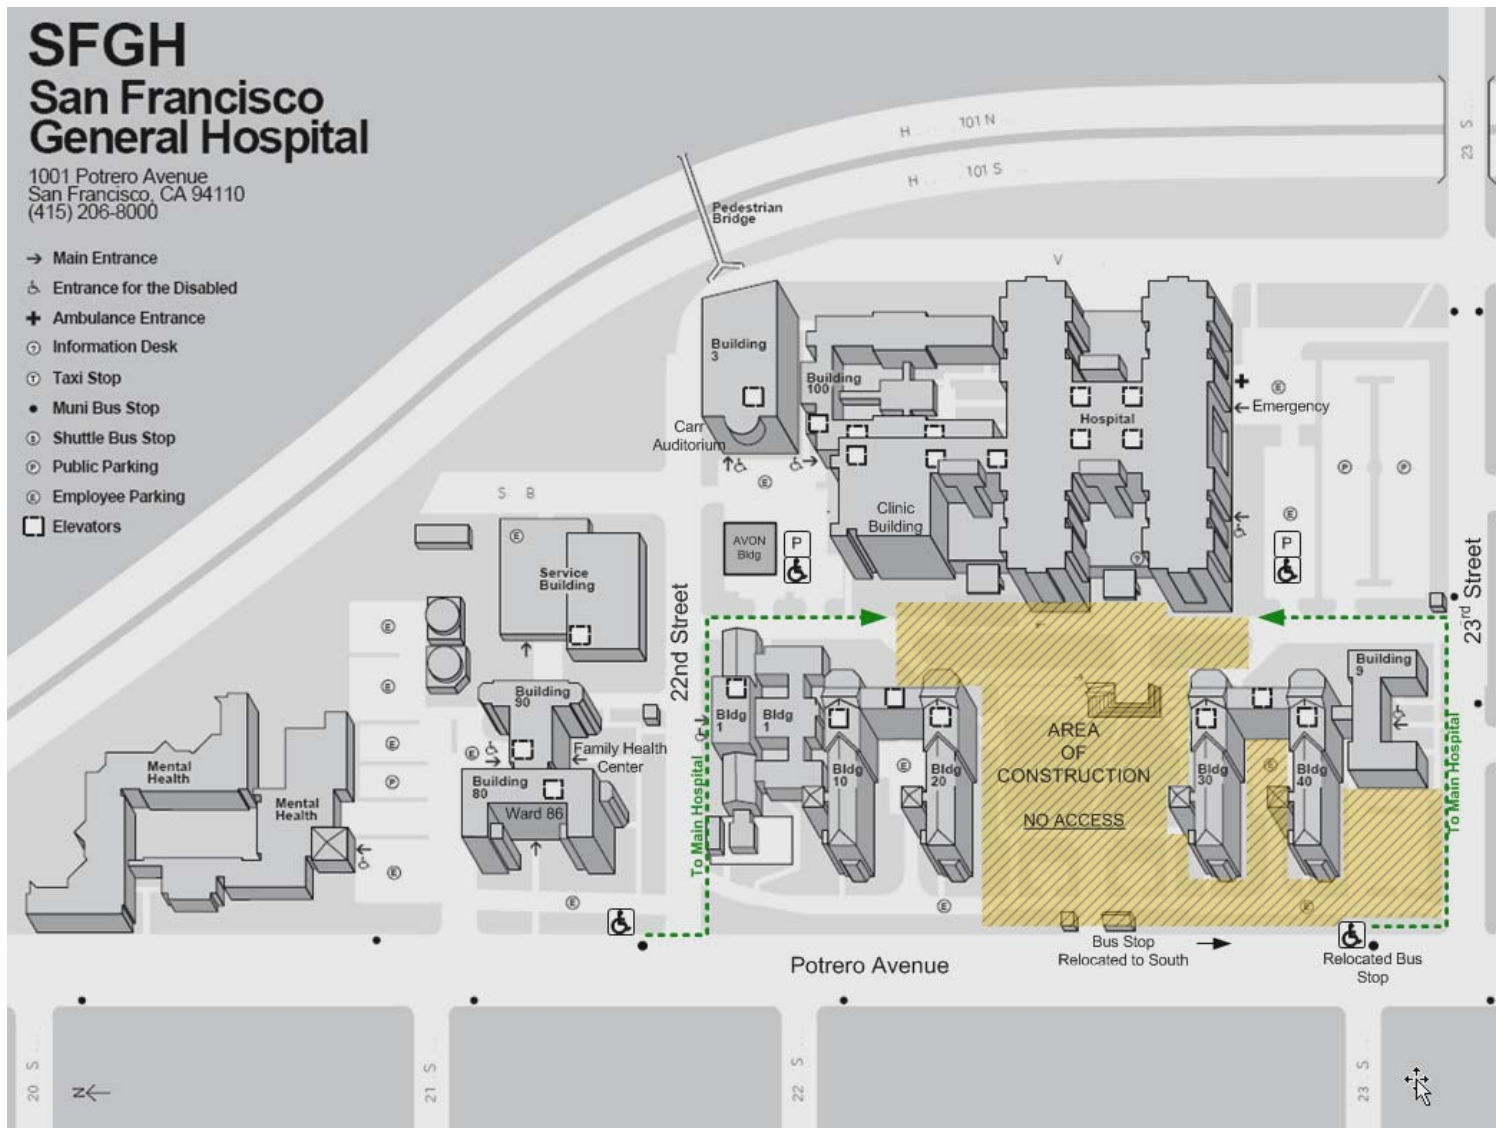 SFGH
San Francisco
General Hospital
1001 Potrero Avenue
San Francisco, CA 94110
(415) 206-8000
Main Entrance
Entrance for the Disabled
Ambulance Entrance
Information Desk
Taxi Stop
Muni Bus Stop
Shuttle Bus Stop
Public Parking
Employee Parking
Elevators
H 101 N
H 101 S
23 S
Pedestrian
Bridge
V
Building
3
Building
100
Hospital
E
Emergency
Carr
Auditorium
P
P
E
S B
Clinic
Building
E
AVON
Bldg
P
E
P
E
Service
Building
22nd Street
23rd Street
E
E
Building
90
Bldg
1
Bldg
1
Building
9
AREA
OF
CONSTRUCTION
NO ACCESS
E
P
E
E
Family Health
Center
Building
80
Ward 86
Mental
Health
Mental
Health
E
Bldg
10
Bldg
20
Bldg
30
E
Bldg
40
To Main Hospital
To Main Hospital
E
E
E
Bus Stop
Relocated to South
Relocated Bus
Stop
Potrero Avenue
20 S
21 S
22 S
23 S
N